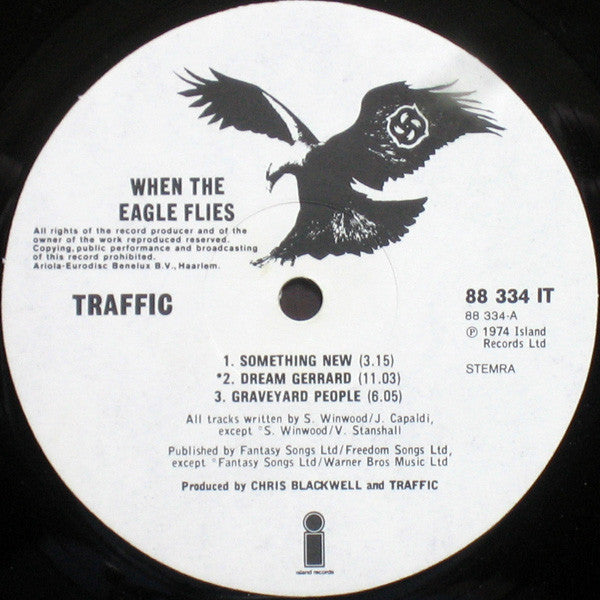 WHEN THE
EAGLE FLIES
All rights of the record producer and of the
owner of the work reproduced reserved.
Copying, public performance and broadcasting
of this record prohibited.
Ariola-Eurodisc Benelux B.V., Haarlem.
TRAFFIC
88 334 IT
88 334-A
℗ 1974 Island
Records Ltd
STEMRA
1. SOMETHING NEW (3.15)
*2. DREAM GERRARD (11.03)
3. GRAVEYARD PEOPLE (6.05)
All tracks written by S. Winwood/J. Capaldi,
except °S. Winwood/V. Stanshall
Published by Fantasy Songs Ltd/Freedom Songs Ltd,
except °Fantasy Songs Ltd/Warner Bros Music Ltd
Produced by CHRIS BLACKWELL and TRAFFIC
i
island records